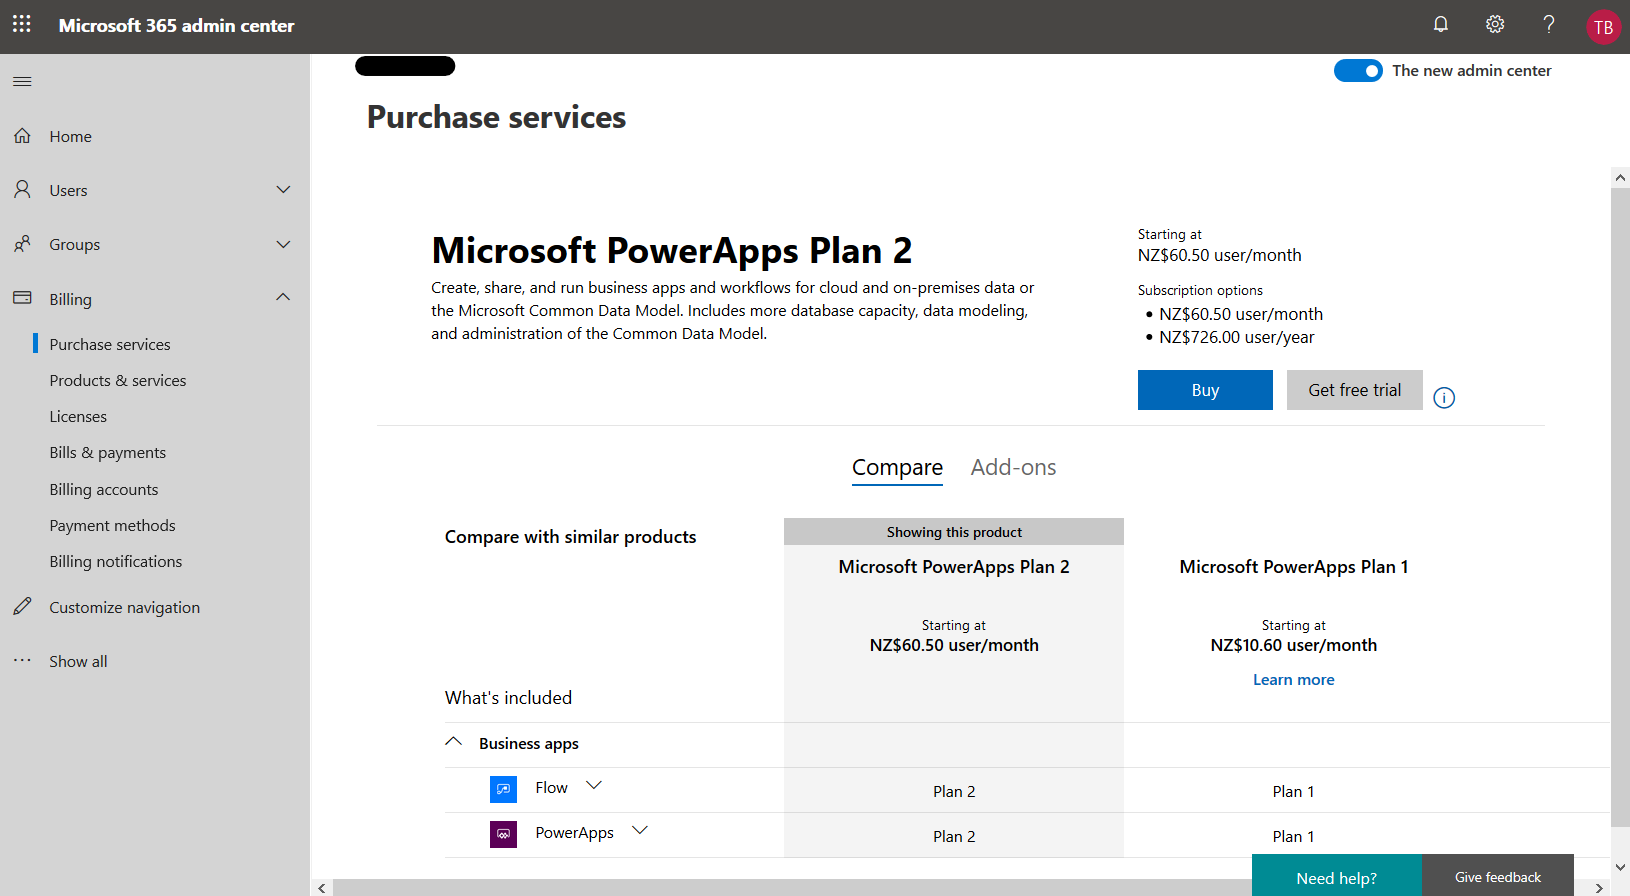 Microsoft 365 admin center
TB
The new admin center
Home
Users
Groups
Billing
Purchase services
Products & services
Licenses
Bills & payments
Billing accounts
Payment methods
Billing notifications
Customize navigation
Show all
Purchase services
Microsoft PowerApps Plan 2
Create, share, and run business apps and workflows for cloud and on-premises data or
the Microsoft Common Data Model. Includes more database capacity, data modeling,
and administration of the Common Data Model.
Starting at
NZ$60.50 user/month
Subscription options
• NZ$60.50 user/month
• NZ$726.00 user/year
Buy
Get free trial
Compare
Add-ons
Compare with similar products
Showing this product
Microsoft PowerApps Plan 2
Microsoft PowerApps Plan 1
Starting at
NZ$60.50 user/month
Starting at
NZ$10.60 user/month
Learn more
What's included
Business apps
Flow
Plan 2
Plan 1
PowerApps
Plan 2
Plan 1
Need help?
Give feedback